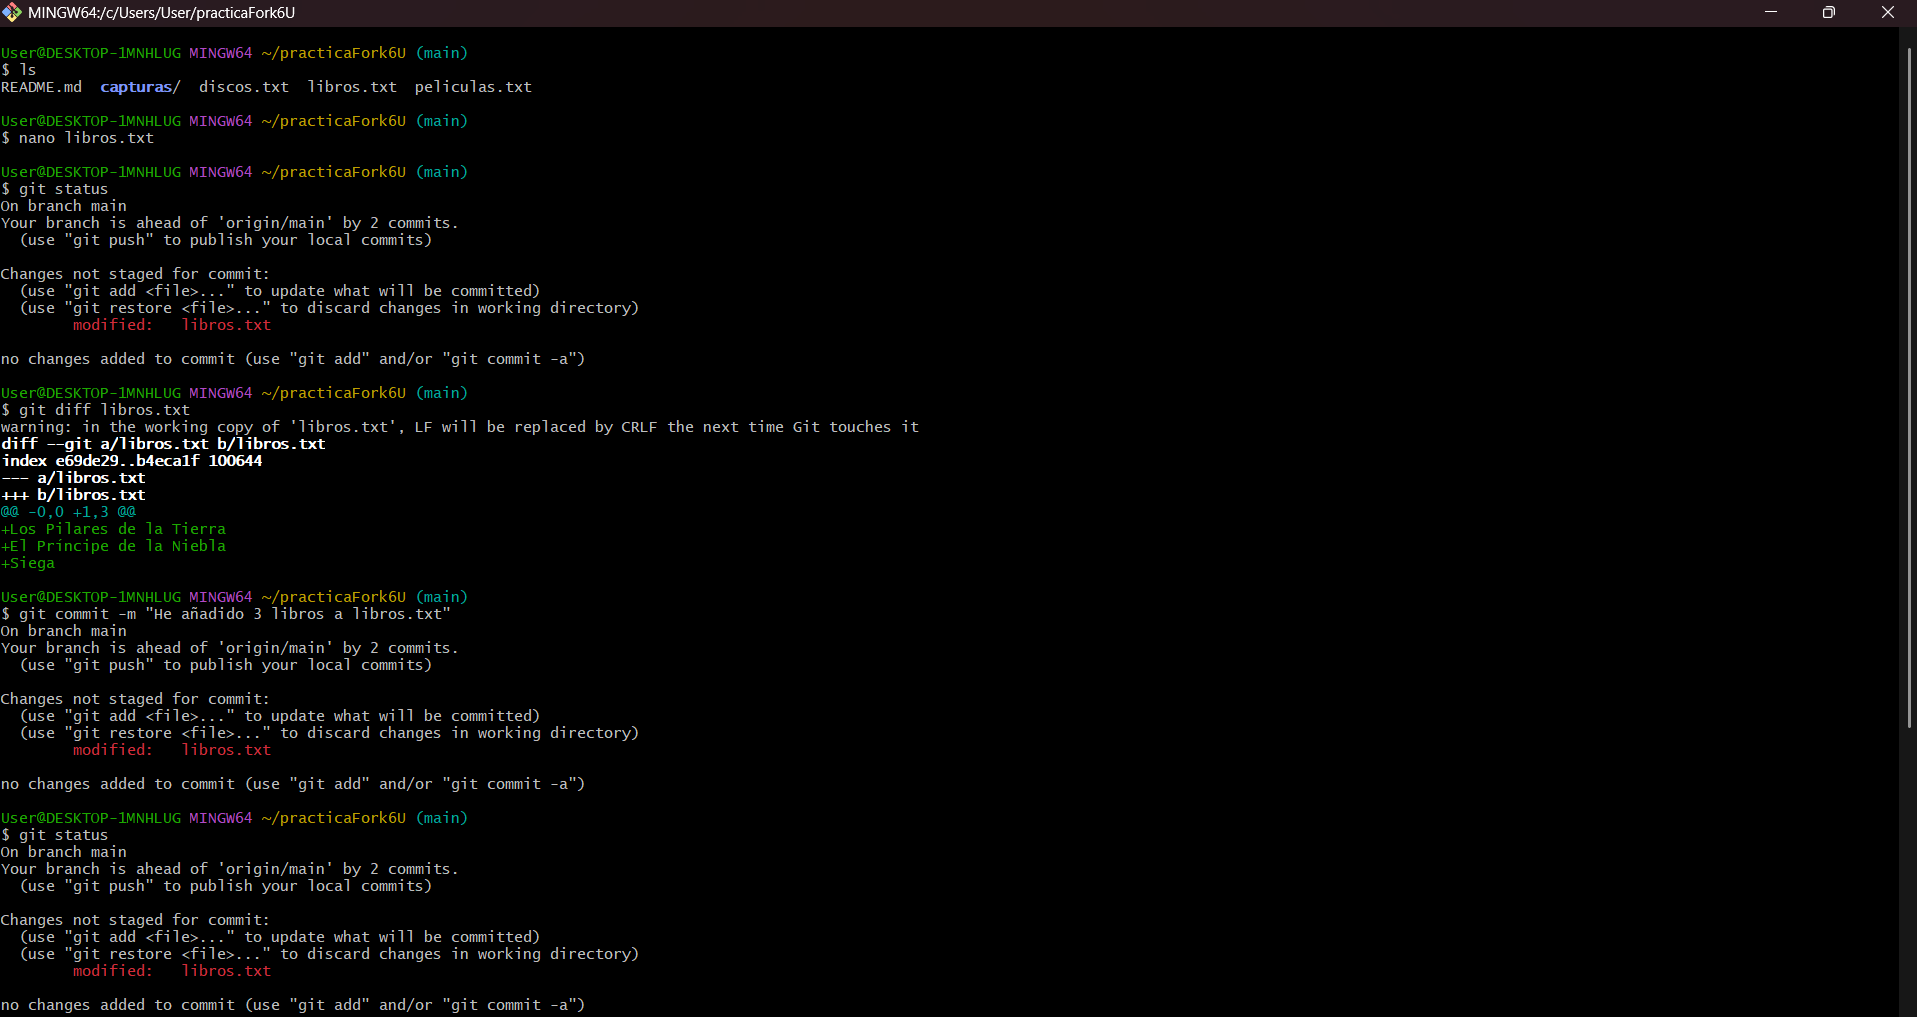 MINGW64:/c/Users/User/practicaFork6U
User@DESKTOP-1MNHLUG MINGW64 ~/practicaFork6U (main)
$ ls
README.md  capturas/  discos.txt  libros.txt  peliculas.txt
User@DESKTOP-1MNHLUG MINGW64 ~/practicaFork6U (main)
$ nano libros.txt
User@DESKTOP-1MNHLUG MINGW64 ~/practicaFork6U (main)
$ git status
On branch main
Your branch is ahead of 'origin/main' by 2 commits.
  (use "git push" to publish your local commits)
Changes not staged for commit:
  (use "git add <file>..." to update what will be committed)
  (use "git restore <file>..." to discard changes in working directory)
        modified:   libros.txt
no changes added to commit (use "git add" and/or "git commit -a")
User@DESKTOP-1MNHLUG MINGW64 ~/practicaFork6U (main)
$ git diff libros.txt
warning: in the working copy of 'libros.txt', LF will be replaced by CRLF the next time Git touches it
diff --git a/libros.txt b/libros.txt
index e69de29..b4eca1f 100644
--- a/libros.txt
+++ b/libros.txt
@@ -0,0 +1,3 @@
+Los Pilares de la Tierra
+El Príncipe de la Niebla
+Siega
User@DESKTOP-1MNHLUG MINGW64 ~/practicaFork6U (main)
$ git commit -m "He añadido 3 libros a libros.txt"
On branch main
Your branch is ahead of 'origin/main' by 2 commits.
  (use "git push" to publish your local commits)
Changes not staged for commit:
  (use "git add <file>..." to update what will be committed)
  (use "git restore <file>..." to discard changes in working directory)
        modified:   libros.txt
no changes added to commit (use "git add" and/or "git commit -a")
User@DESKTOP-1MNHLUG MINGW64 ~/practicaFork6U (main)
$ git status
On branch main
Your branch is ahead of 'origin/main' by 2 commits.
  (use "git push" to publish your local commits)
Changes not staged for commit:
  (use "git add <file>..." to update what will be committed)
  (use "git restore <file>..." to discard changes in working directory)
        modified:   libros.txt
no changes added to commit (use "git add" and/or "git commit -a")